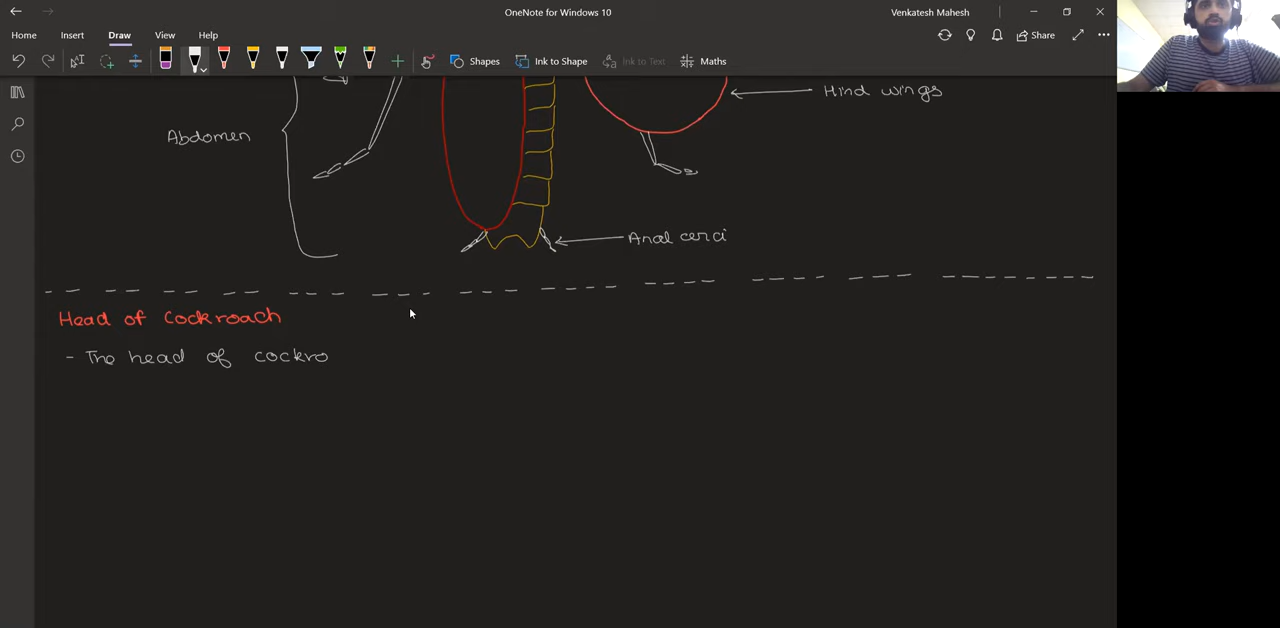 OneNote for Windows 10
Venkatesh Mahesh
Home Insert Draw View Help
Share
Shapes Ink to Shape Ink to Text Maths
Hind wings
Abdomen
Anal cerci
Head of Cockroach
- The head of cockro